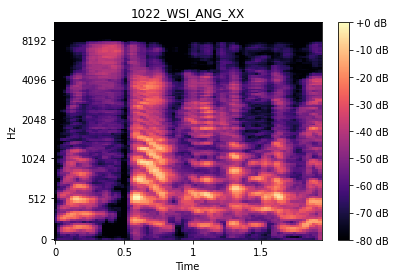 1022_WSI_ANG_XX
+0 dB
8192
-10 dB
4096
-20 dB
-30 dB
2048
Hz
-40 dB
1024
-50 dB
512
-60 dB
-70 dB
0
-80 dB
0
0.5
1
1.5
Time